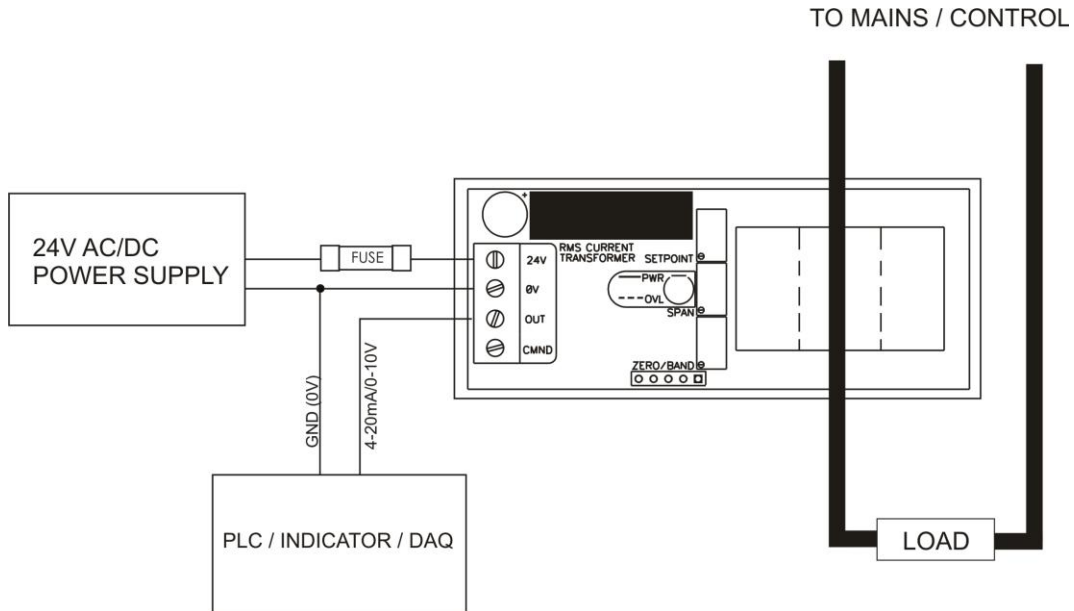 TO MAINS / CONTROL
24V AC/DC
POWER SUPPLY
FUSE
+
RMS CURRENT
TRANSFORMER
SETPOINT
24V
0V
OUT
CMND
PWR
OVL
SPAN
ZERO/BAND
GND (0V)
4-20mA/0-10V
PLC / INDICATOR / DAQ
LOAD